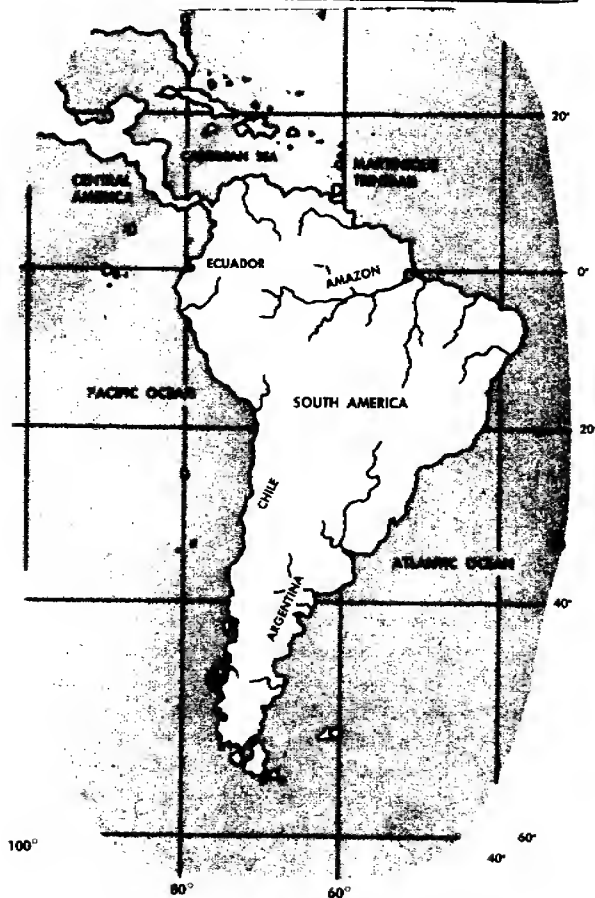 20°
CARIBBEAN SEA
MARTINIQUE
TRINIDAD
CENTRAL
AMERICA
ECUADOR
AMAZON
0°
PACIFIC OCEAN
SOUTH AMERICA
20°
CHILE
ATLANTIC OCEAN
ARGENTINA
40°
60°
100°
40°
80°
60°